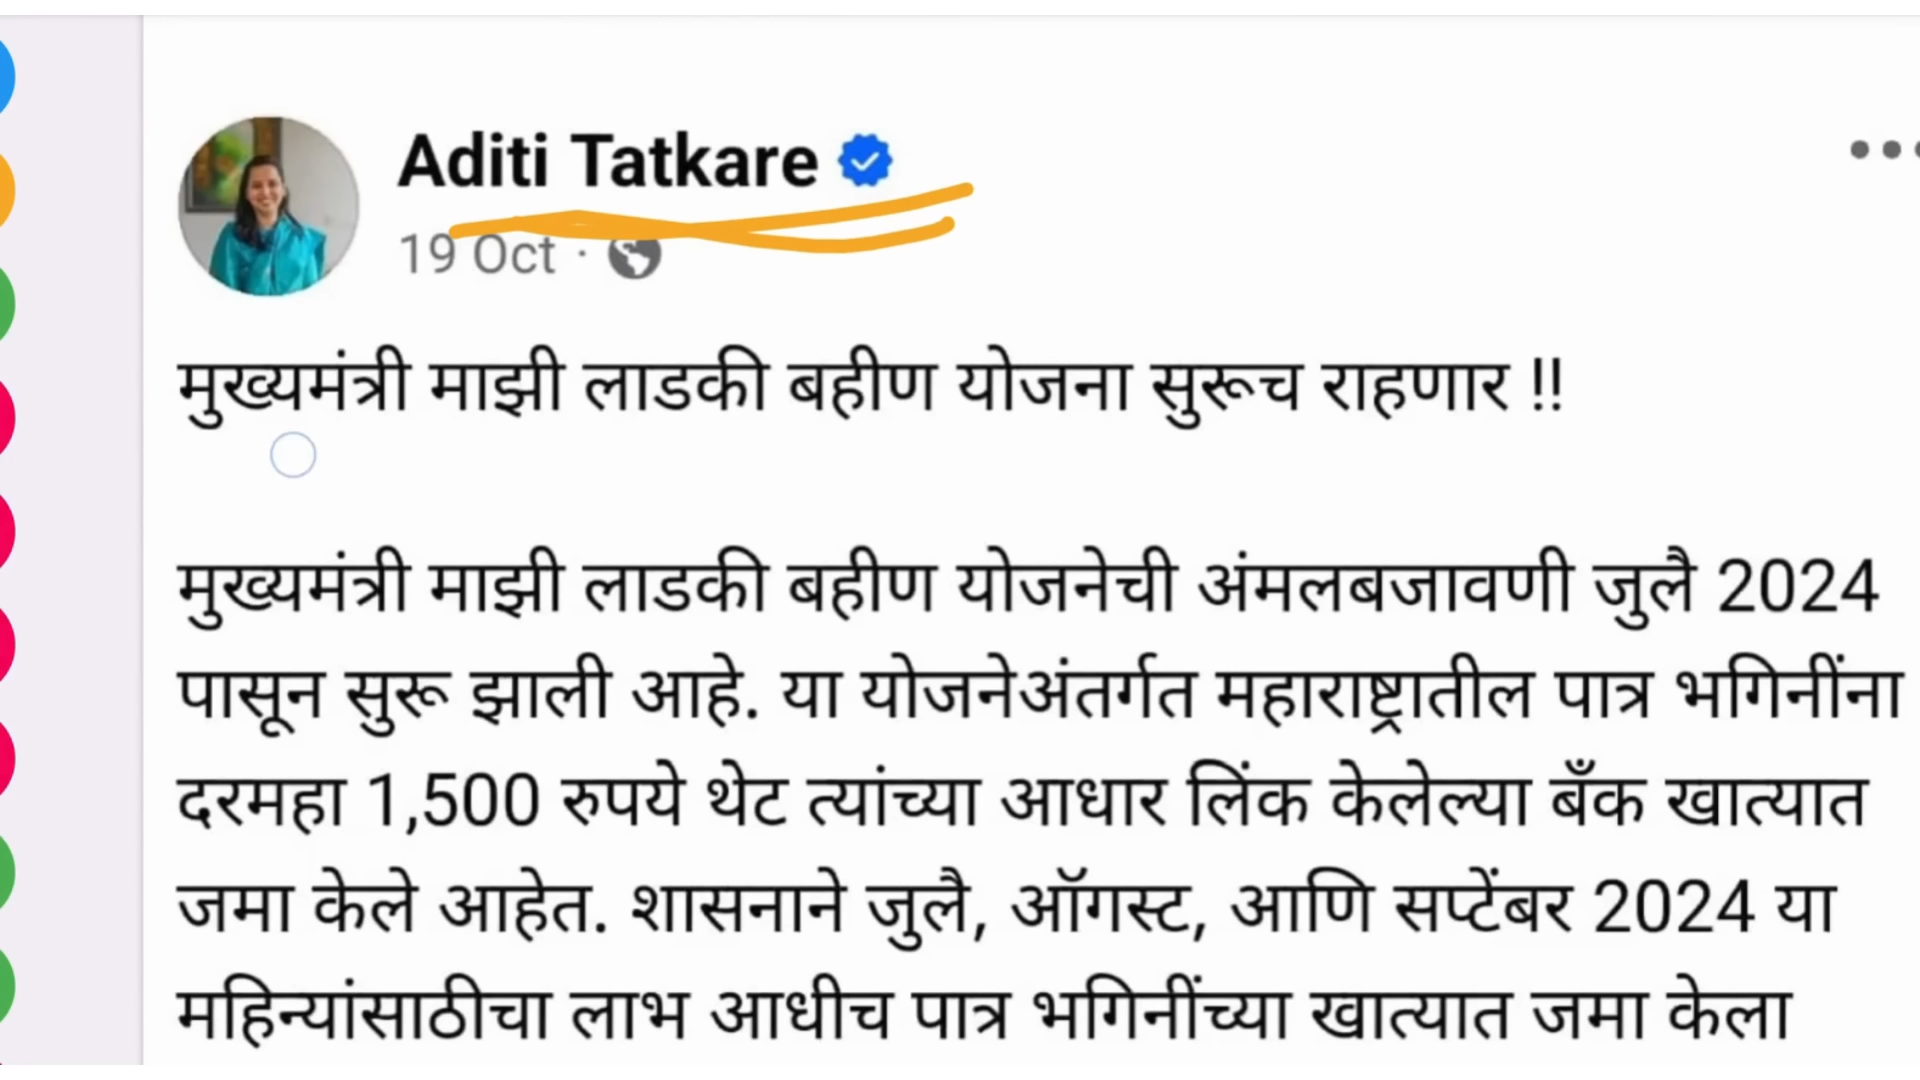 Aditi Tatkare
19 Oct ·
मुख्यमंत्री माझी लाडकी बहीण योजना सुरूच राहणार !!
मुख्यमंत्री माझी लाडकी बहीण योजनेची अंमलबजावणी जुलै 2024
पासून सुरू झाली आहे. या योजनेअंतर्गत महाराष्ट्रातील पात्र भगिनींना
दरमहा 1,500 रुपये थेट त्यांच्या आधार लिंक केलेल्या बँक खात्यात
जमा केले आहेत. शासनाने जुलै, ऑगस्ट, आणि सप्टेंबर 2024 या
महिन्यांसाठीचा लाभ आधीच पात्र भगिनींच्या खात्यात जमा केला